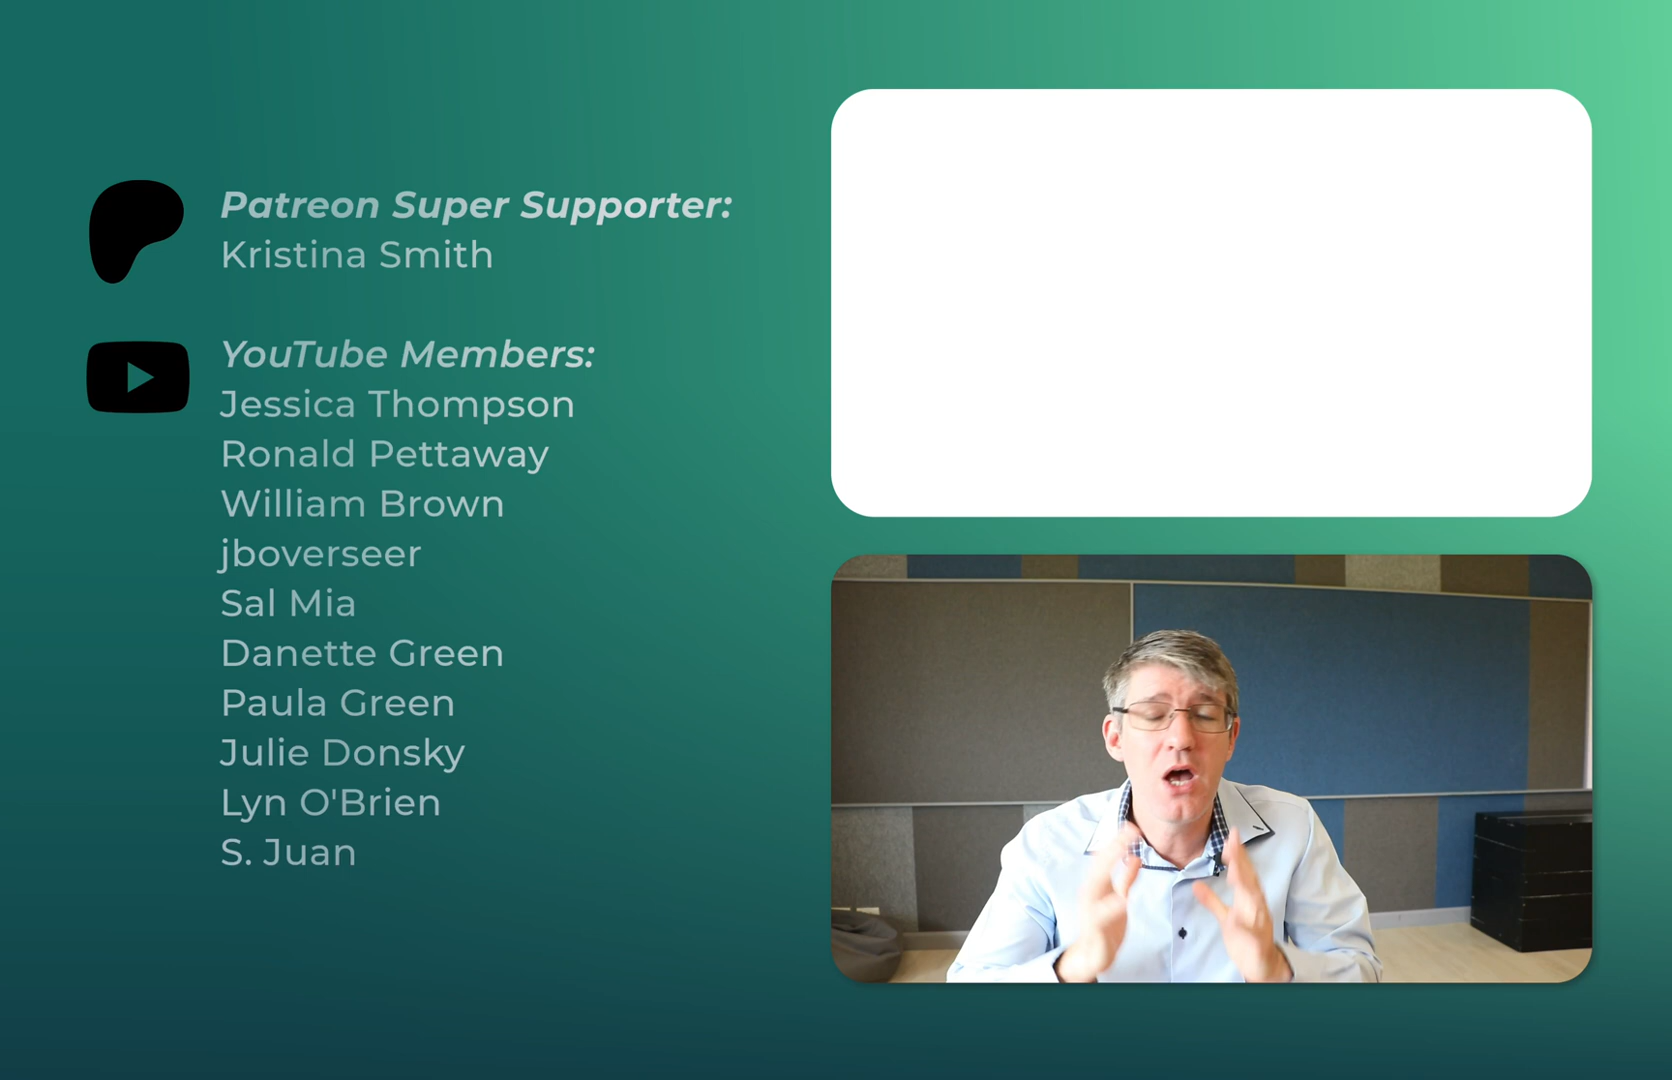 Patreon Super Supporter:
Kristina Smith
YouTube Members:
Jessica Thompson
Ronald Pettaway
William Brown
jboverseer
Sal Mia
Danette Green
Paula Green
Julie Donsky
Lyn O'Brien
S. Juan